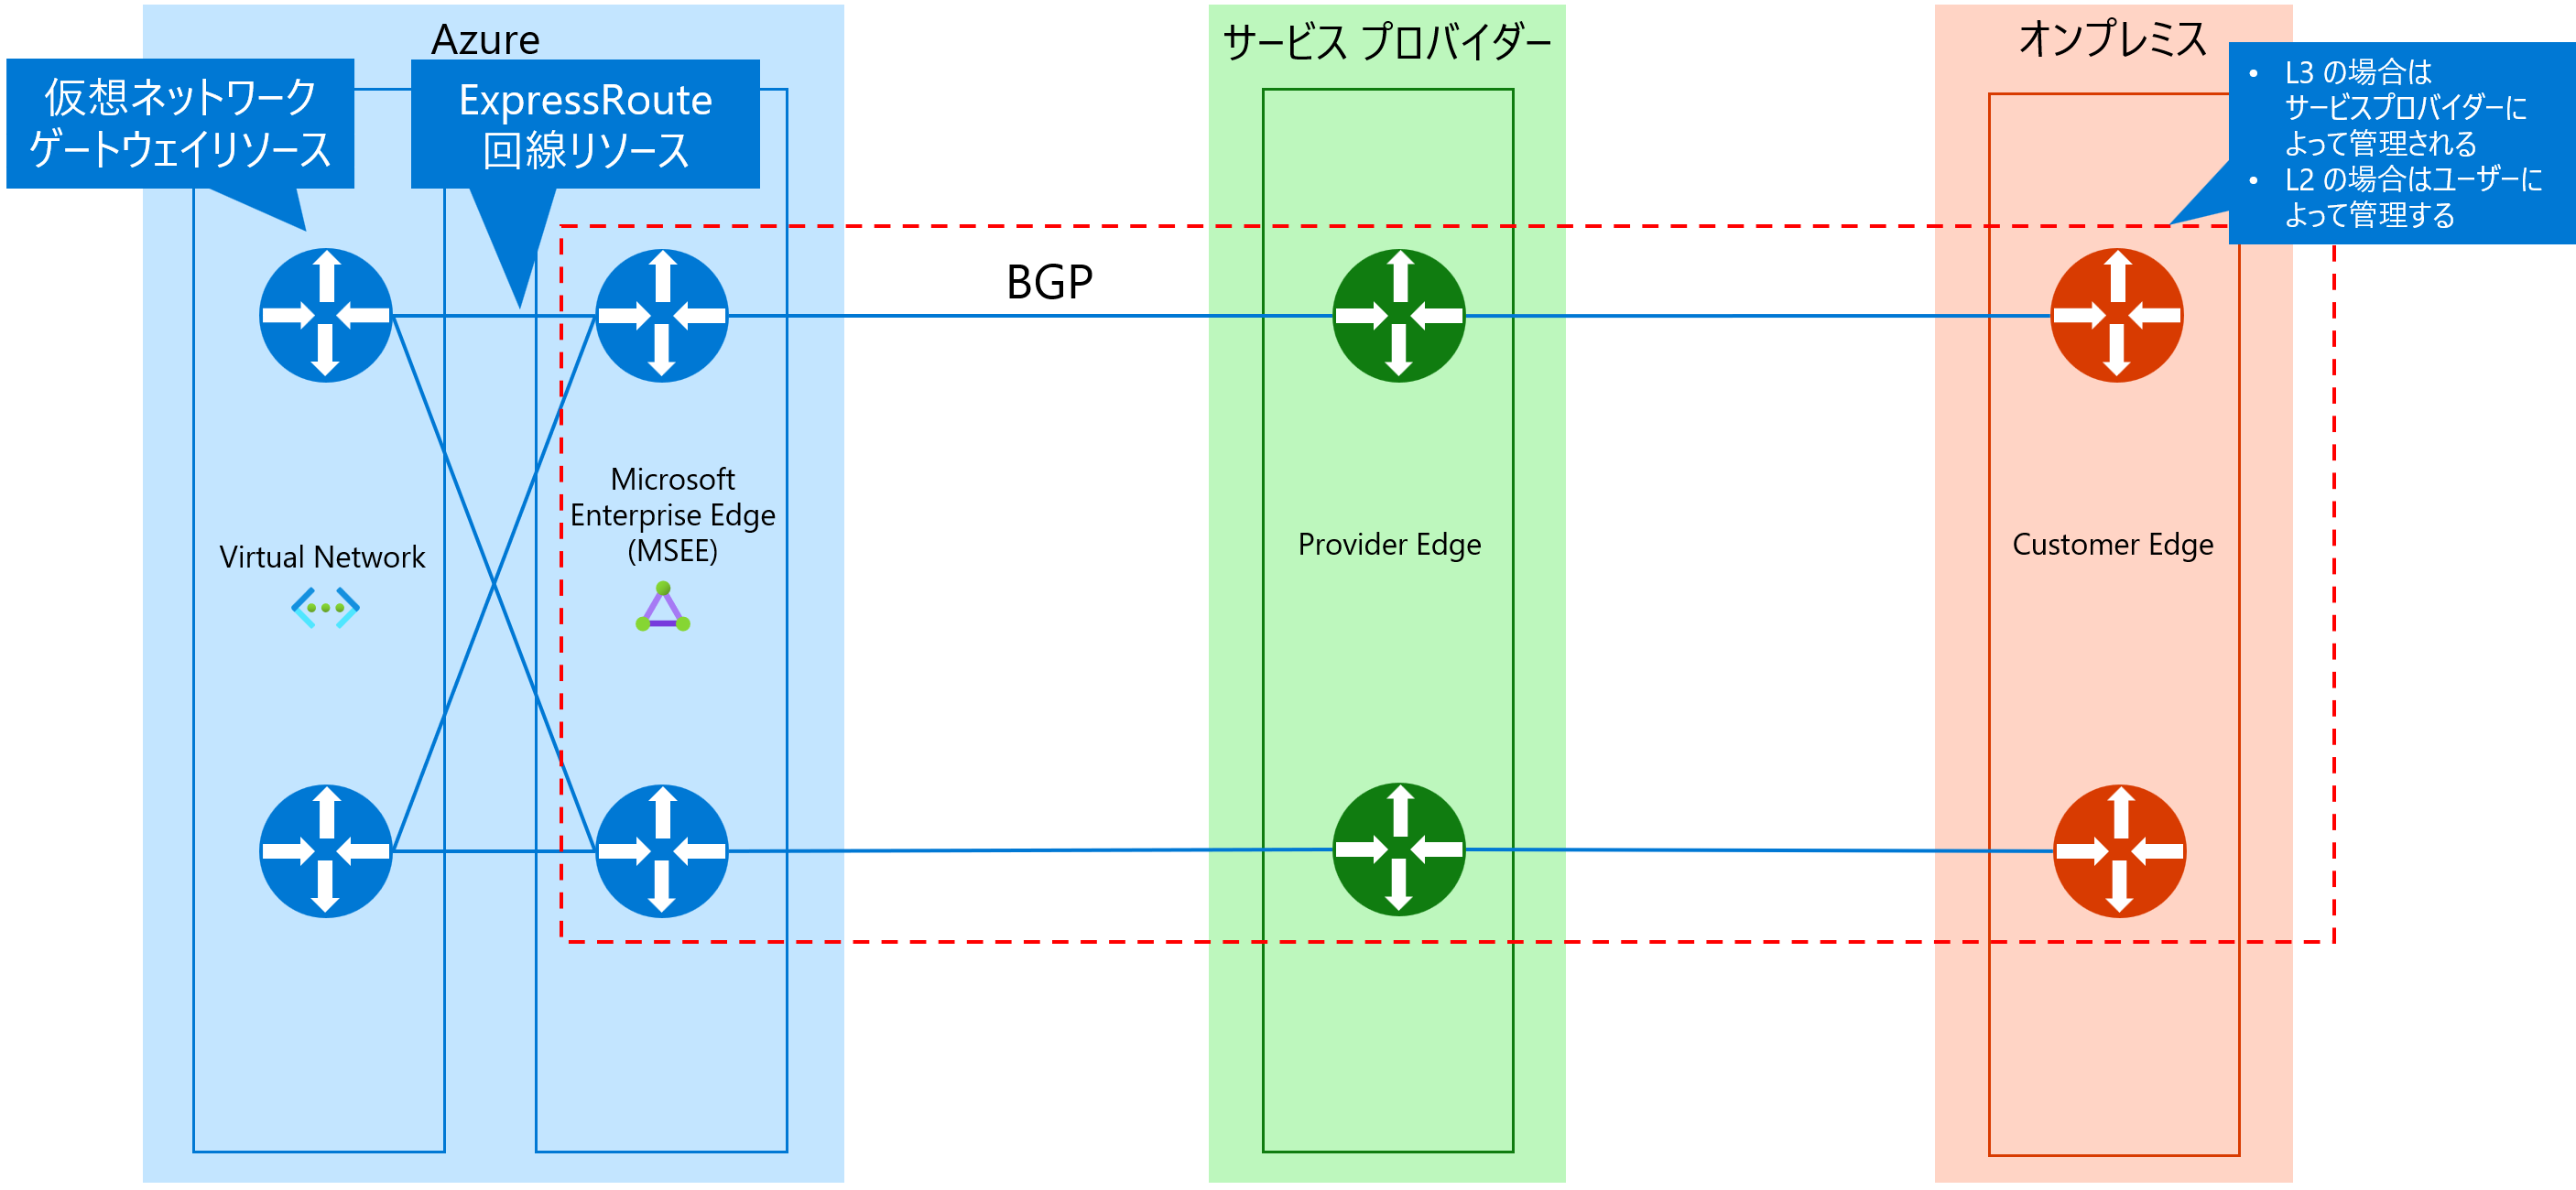 Azure
サービス プロバイダー
オンプレミス
仮想ネットワーク
ゲートウェイリソース
ExpressRoute
回線リソース
• L3 の場合は
サービスプロバイダーに
よって管理される
• L2 の場合はユーザーに
よって管理する
BGP
Virtual Network
Microsoft
Enterprise Edge
(MSEE)
Provider Edge
Customer Edge